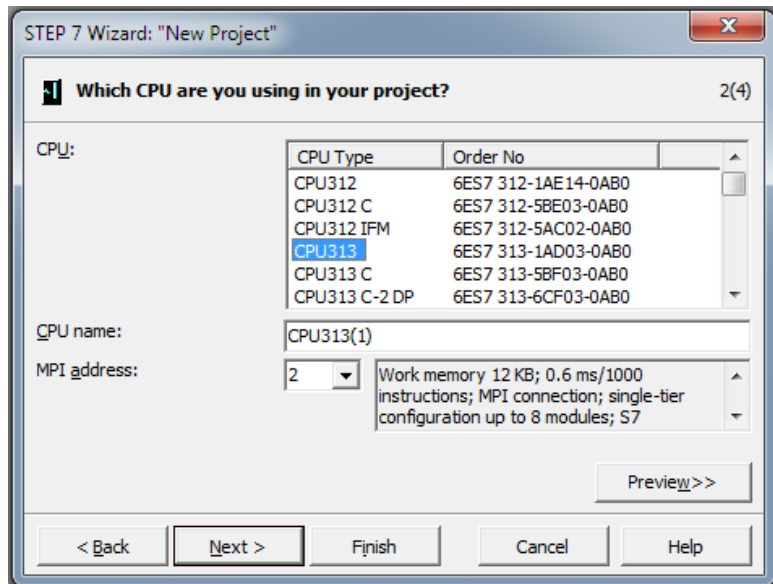 STEP 7 Wizard: "New Project"
Which CPU are you using in your project? 2(4)
CPU:
CPU Type Order No
CPU312 6ES7 312-1AE14-0AB0
CPU312 C 6ES7 312-5BE03-0AB0
CPU312 IFM 6ES7 312-5AC02-0AB0
CPU313 6ES7 313-1AD03-0AB0
CPU313 C 6ES7 313-5BF03-0AB0
CPU313 C-2 DP 6ES7 313-6CF03-0AB0
CPU name: CPU313(1)
MPI address: 2
Work memory 12 KB; 0.6 ms/1000
instructions; MPI connection; single-tier
configuration up to 8 modules; S7
Preview>>
< Back Next > Finish Cancel Help